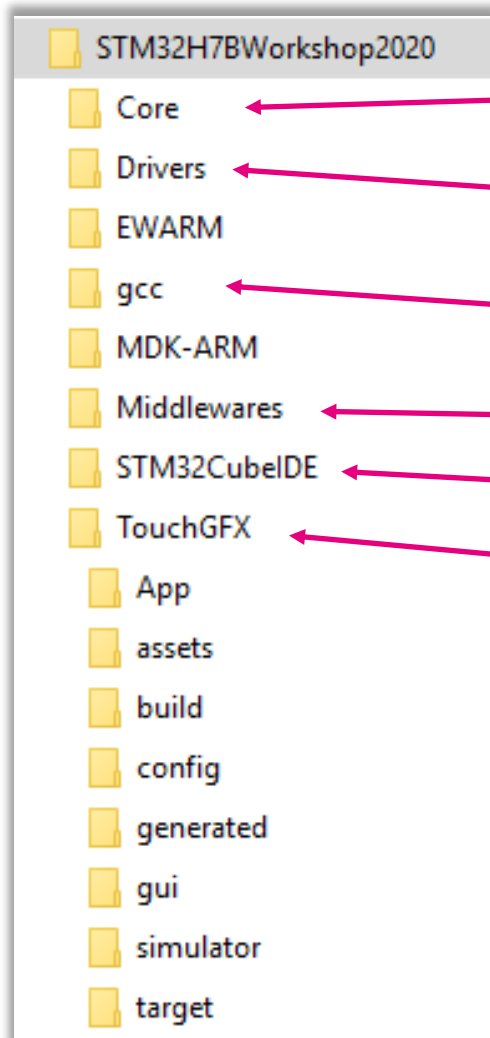 STM32H7BWorkshop2020
Core
Drivers
EWARM
gcc
MDK-ARM
Middlewares
STM32CubeIDE
TouchGFX
App
assets
build
config
generated
gui
simulator
target